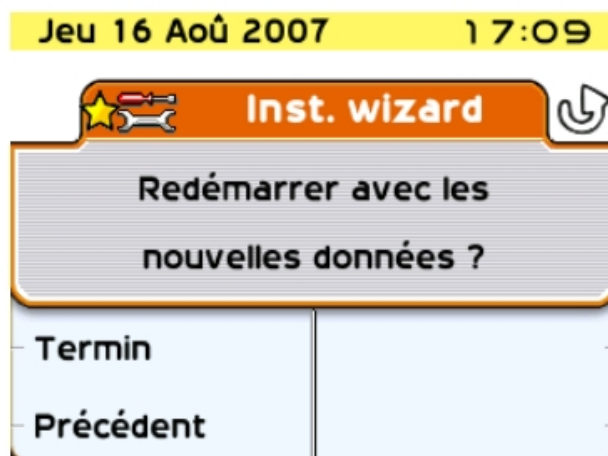 Jeu 16 Aoû 2007 17:09
Inst. wizard
Redémarrer avec les
nouvelles données ?
Termin
Précédent